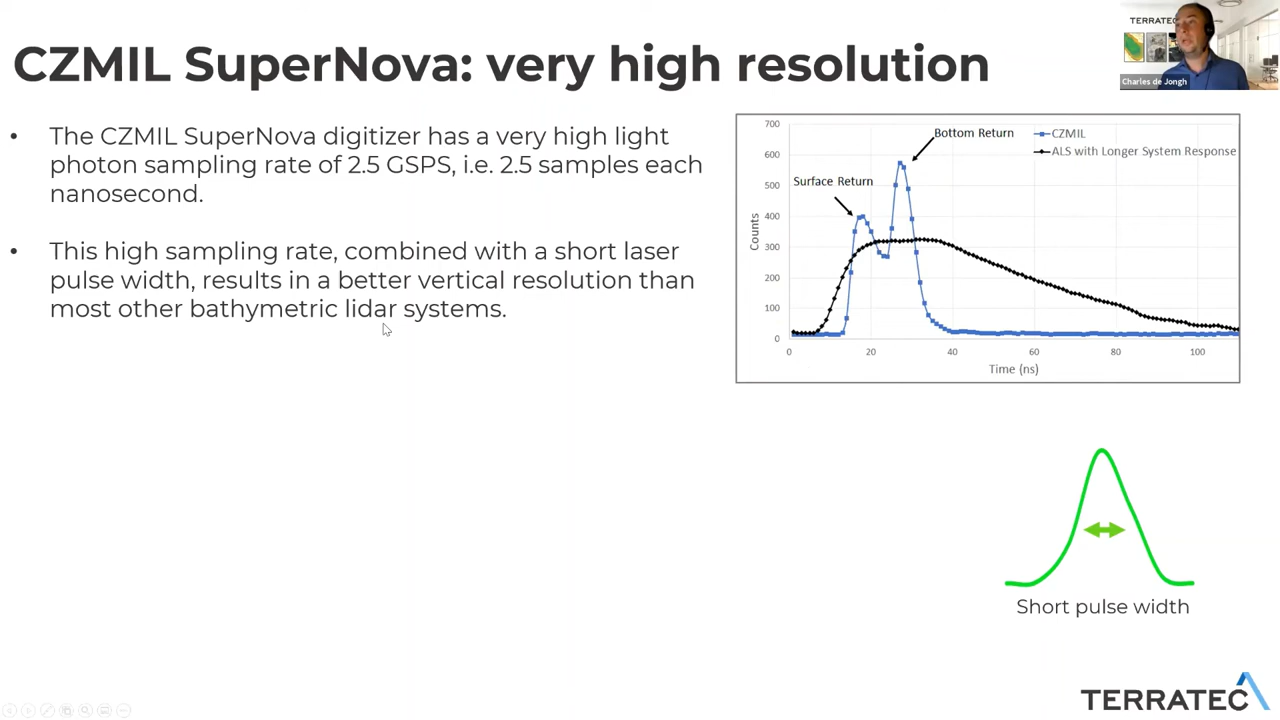 TERRATEC
Charles de Jongh
CZMIL SuperNova: very high resolution
• The CZMIL SuperNova digitizer has a very high light
photon sampling rate of 2.5 GSPS, i.e. 2.5 samples each
nanosecond.
• This high sampling rate, combined with a short laser
pulse width, results in a better vertical resolution than
most other bathymetric lidar systems.
700
600
500
400
300
200
100
0
Counts
Surface Return
Bottom Return
CZMIL
ALS with Longer System Response
0 20 40 60 80 100
Time (ns)
Short pulse width
TERRATEC